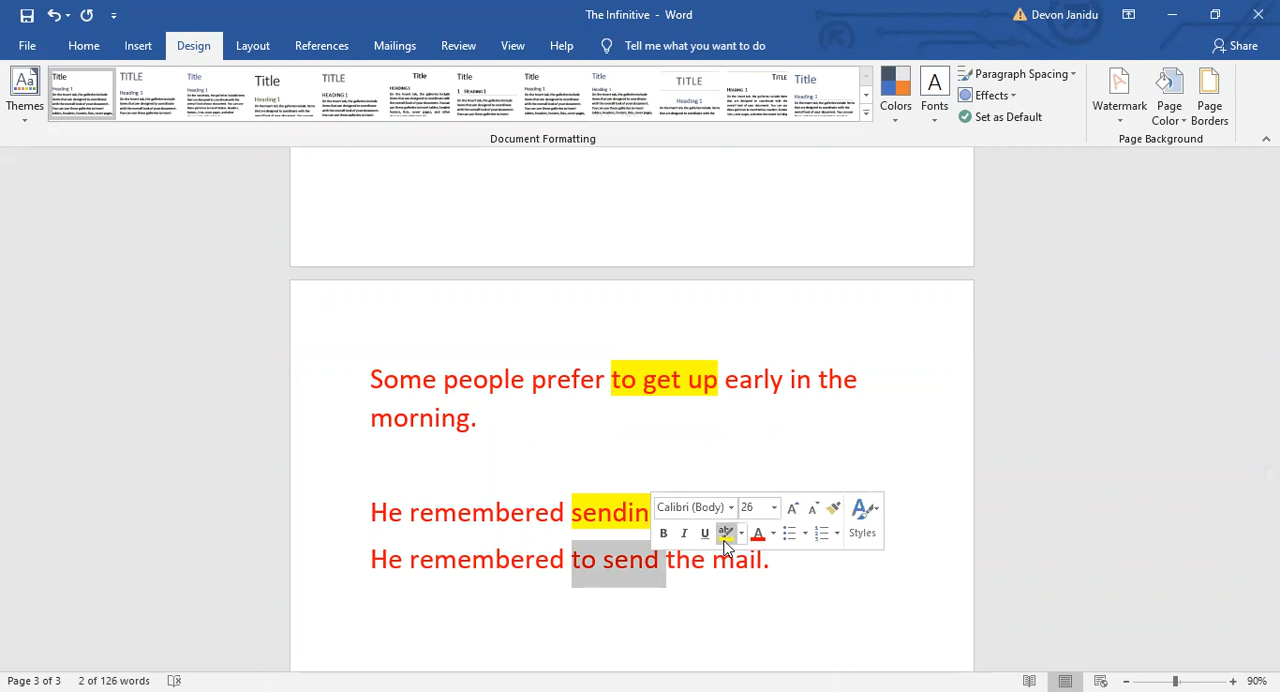 The Infinitive - Word
Devon Janidu
File Home Insert Design Layout References Mailings Review View Help Tell me what you want to do Share
Themes
Colors
Fonts
Paragraph Spacing
Effects
Set as Default
Watermark
Page Color
Page Borders
Document Formatting
Page Background
Some people prefer to get up early in the
morning.
He remembered sendin
Calibri (Body) 26
B I U
Styles
He remembered to send the mail.
Page 3 of 3 2 of 126 words
90%